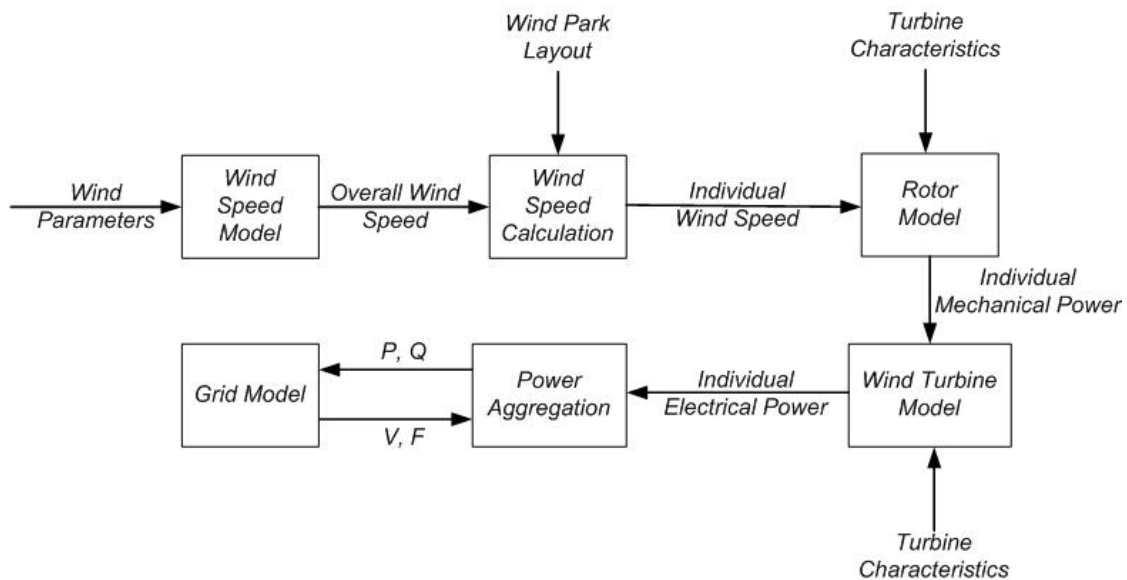 Wind Park
Layout
Turbine
Characteristics
Wind
Parameters
Wind
Speed
Model
Overall Wind
Speed
Wind
Speed
Calculation
Individual
Wind Speed
Rotor
Model
Individual
Mechanical Power
Grid Model
P, Q
V, F
Power
Aggregation
Individual
Electrical Power
Wind Turbine
Model
Turbine
Characteristics